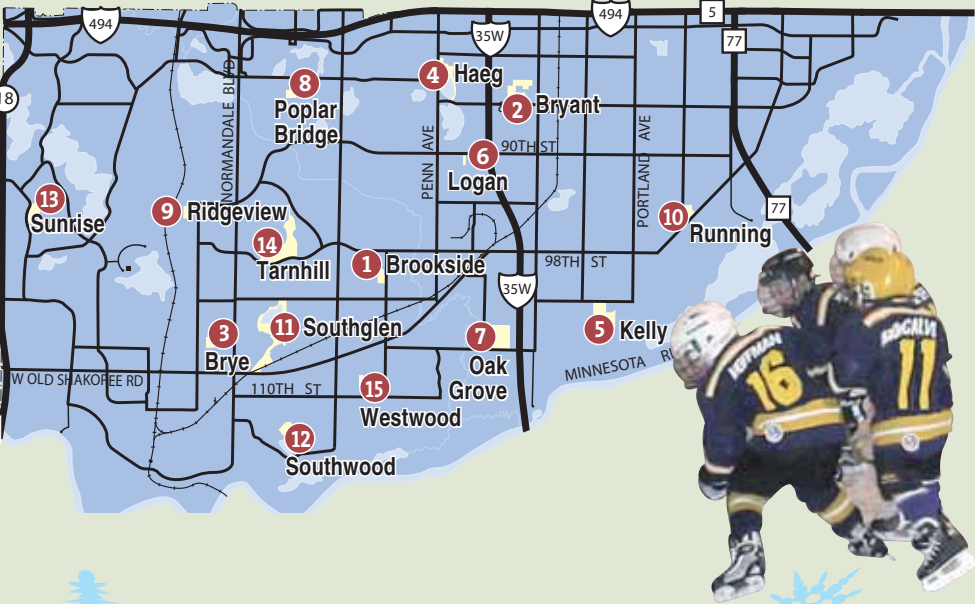 494
494
5
35W
77
18
NORMANDALE BLVD
8
Poplar
Bridge
4 Haeg
2 Bryant
PENN AVE
6
Logan
90TH ST
PORTLAND AVE
13
Sunrise
9 Ridgeview
14
Tarnhill
1 Brookside
98TH ST
10
Running
77
35W
3
Brye
11 Southglen
7
Oak
Grove
5 Kelly
MINNESOTA
W OLD SHAKOPEE RD
110TH ST
15
Westwood
12
Southwood
16
11